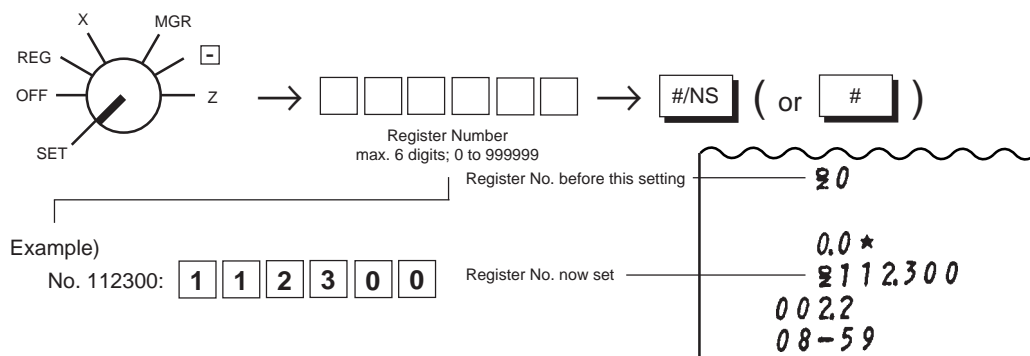 X
MGR
REG
-
OFF
Z
SET
#/NS ( or # )
Register Number
max. 6 digits; 0 to 999999
Register No. before this setting
№0
Example)
No. 112300: 1 1 2 3 0 0
0.0★
Register No. now set
№112.300
002.2
08-59